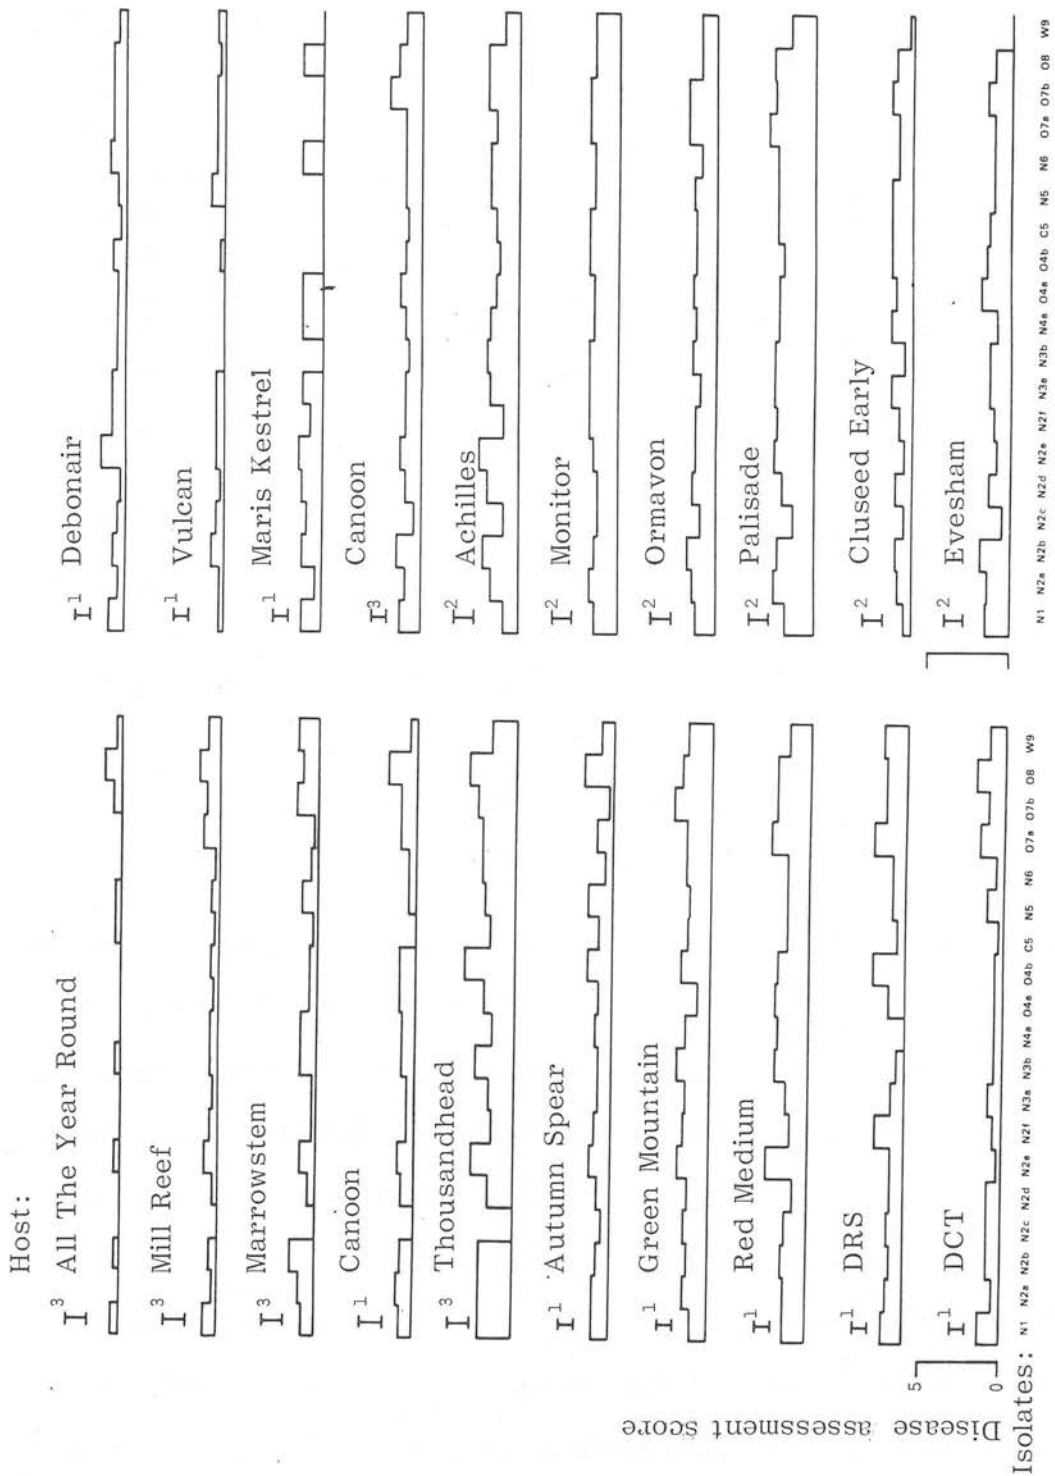 Host:
I3 All The Year Round
I3 Mill Reef
I3 Marrowstem
I1 Canoon
I3 Thousandhead
I1 Autumn Spear
I1 Green Mountain
I1 Red Medium
I1 DRS
I1 DCT
I1 Debonair
I1 Vulcan
I1 Maris Kestrel
I3 Canoon
I2 Achilles
I2 Monitor
I2 Ormavon
I2 Palisade
I2 Cluseed Early
I2 Evesham
Disease assessment score
5
0
Isolates: N1 N2a N2b N2c N2d N2e N2f N3a N3b N4a O4a O4b C5 N5 N6 O7a O7b O8 W9
N1 N2a N2b N2c N2d N2e N2f N3a N3b N4a O4a O4b C5 N5 N6 O7a O7b O8 W9